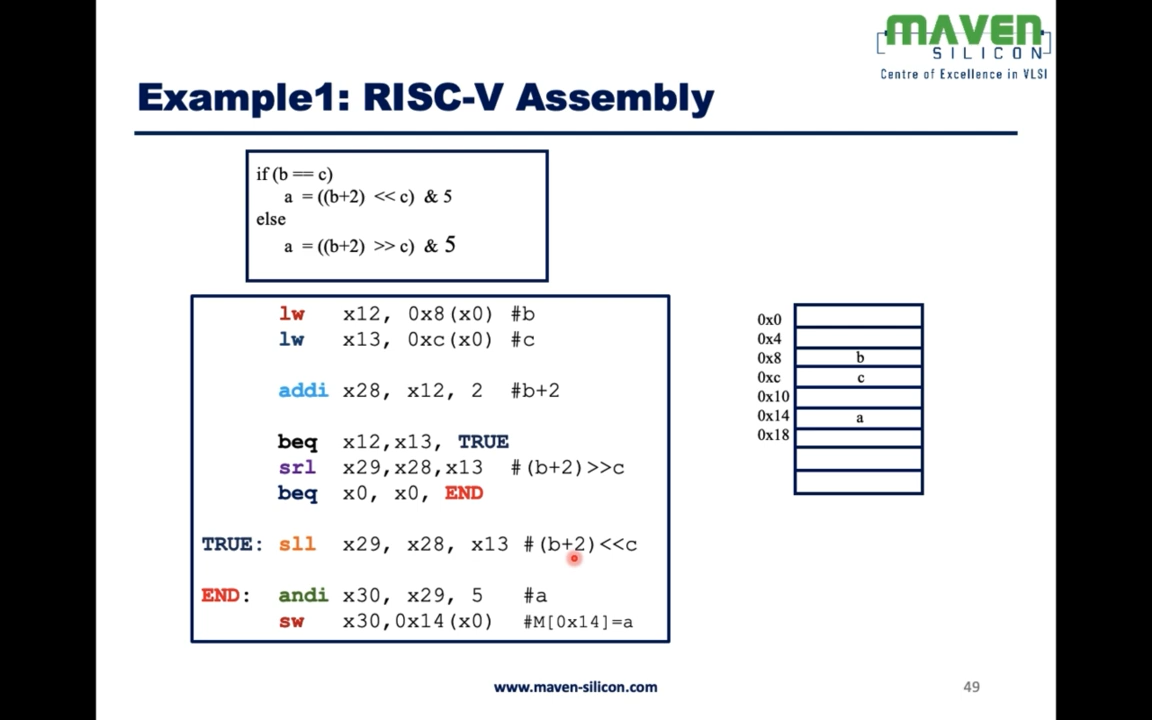 MAVEN
SILICON
Centre of Excellence in VLSI
Example1: RISC-V Assembly
if (b == c)
a = ((b+2) << c) & 5
else
a = ((b+2) >> c) & 5
lw x12, 0x8(x0) #b
lw x13, 0xc(x0) #c
addi x28, x12, 2 #b+2
beq x12,x13, TRUE
srl x29,x28,x13 #(b+2)>>c
beq x0, x0, END
TRUE: sll x29, x28, x13 #(b+2)<<c
END: andi x30, x29, 5 #a
sw x30,0x14(x0) #M[0x14]=a
0x0
0x4
0x8 b
0xc c
0x10
0x14 a
0x18
www.maven-silicon.com
49